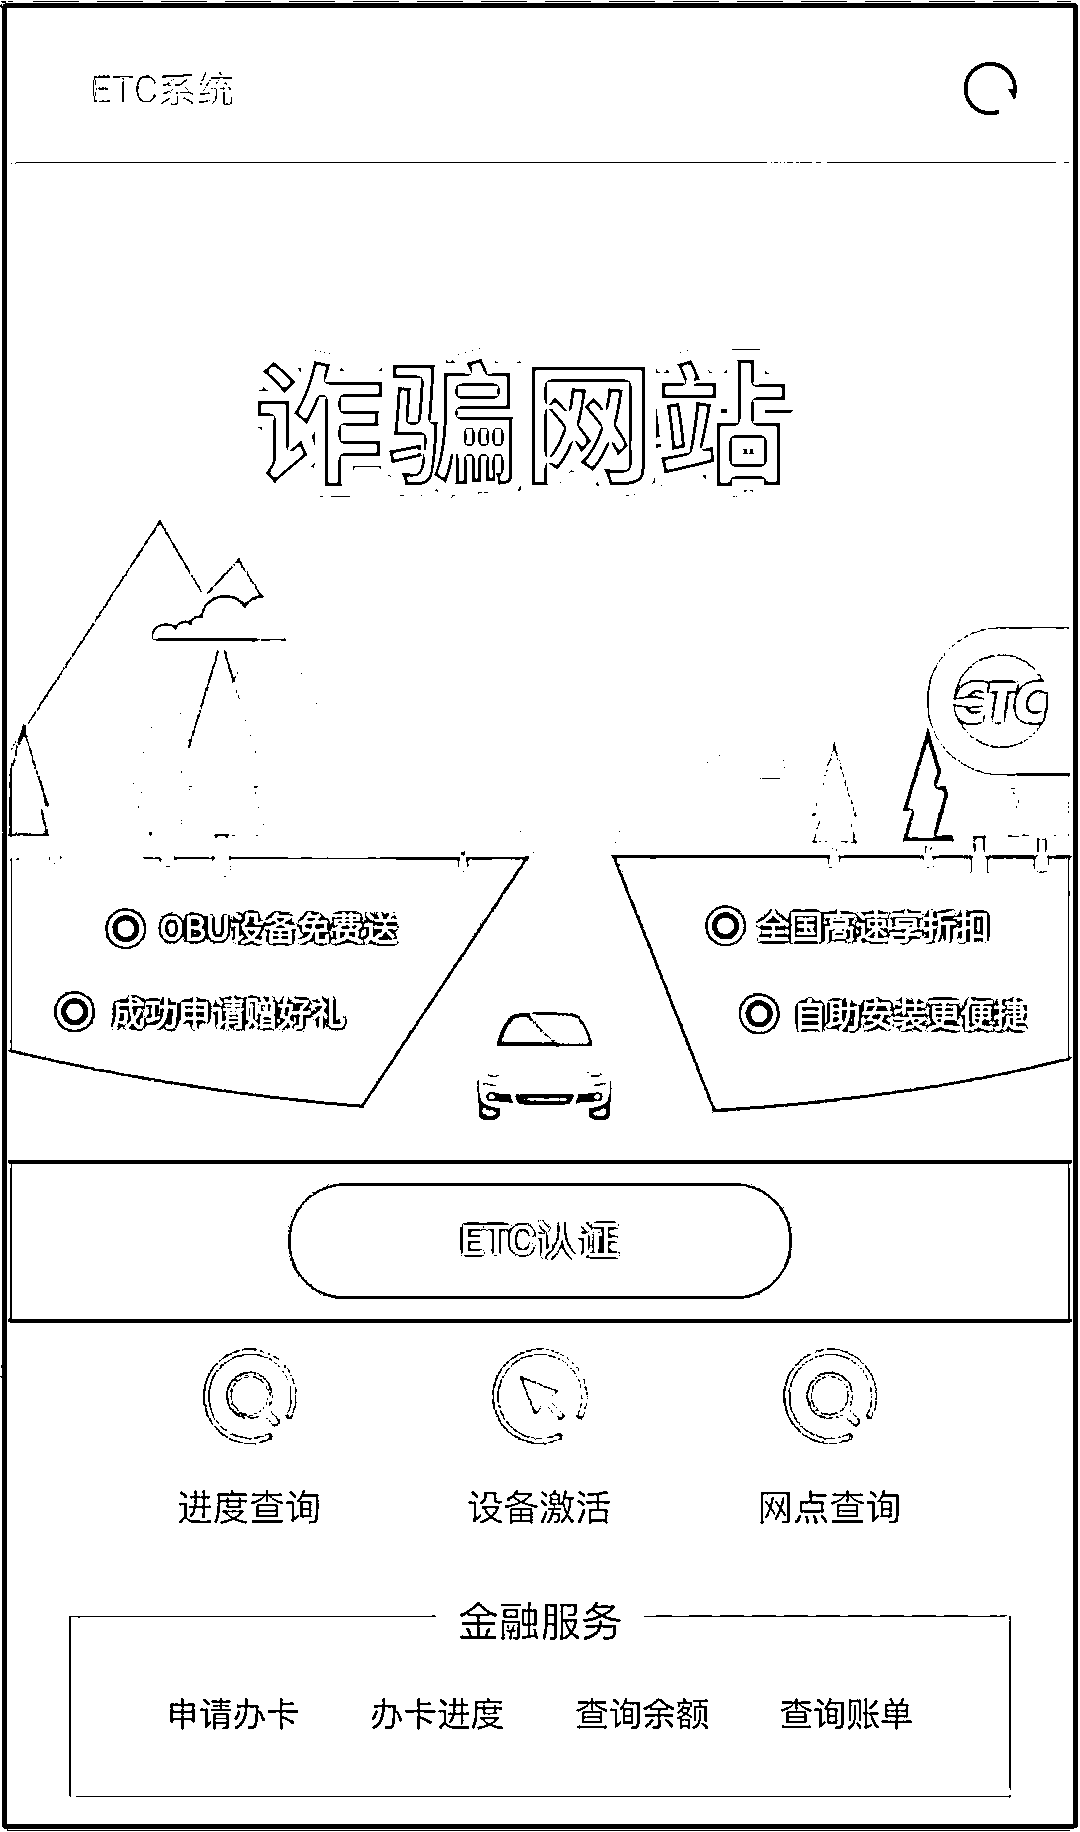 ETC系统
诈骗网站
ETC
OBU设备免费送
全国高速享折扣
成功申请赠好礼
自助安装更便捷
ETC认证
进度查询 设备激活 网点查询
金融服务
申请办卡 办卡进度 查询余额 查询账单